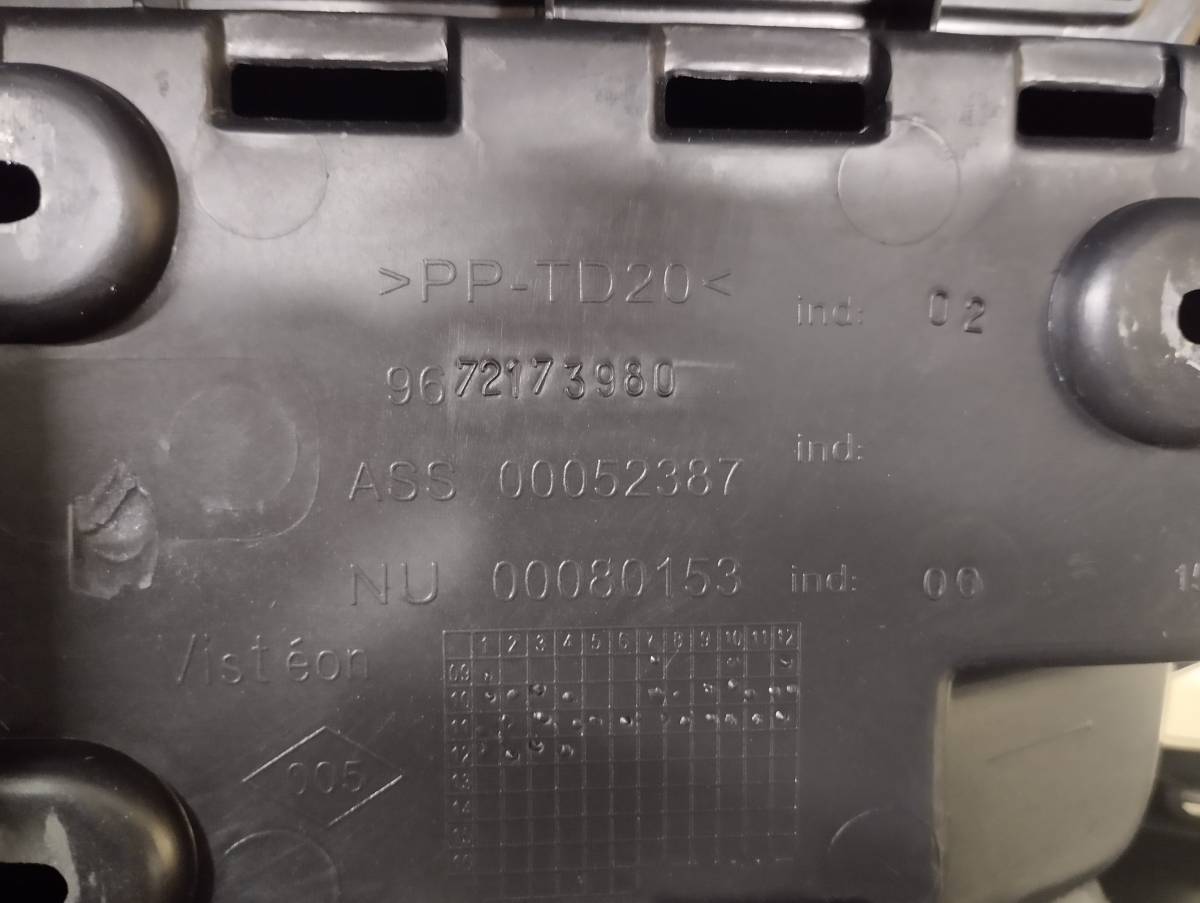 >PP-TD20<
ind: 02
9672173980
ind:
ASS 00052387
NU 00080153 ind: 00
Vistéon
1 2 3 4 5 6 7 8 9 10 11 12
09
10
11
12
13
14
005